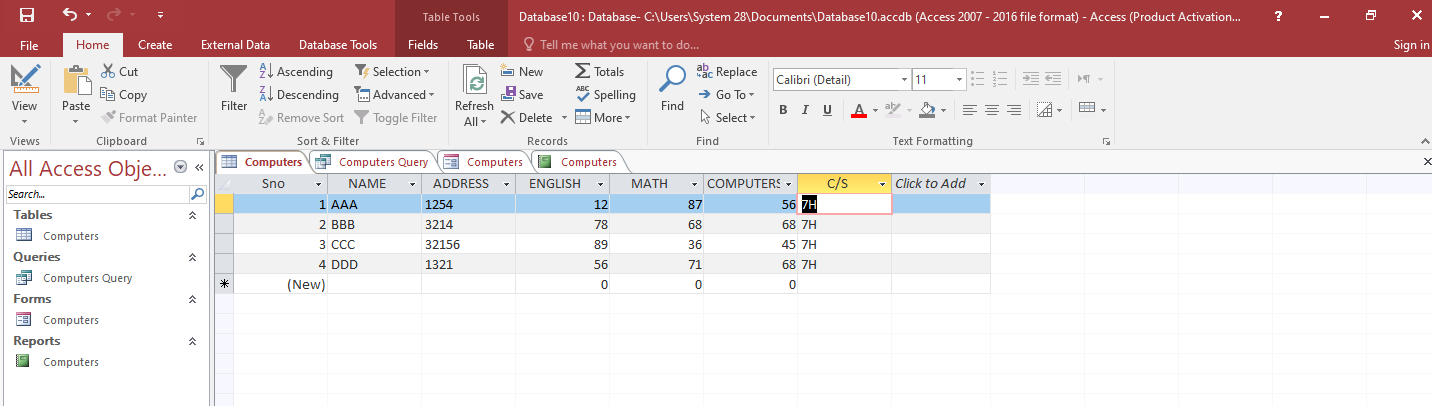 Table Tools Database10 : Database- C:\Users\System 28\Documents\Database10.accdb (Access 2007 - 2016 file format) - Access (Product Activation... ?
File Home Create External Data Database Tools Fields Table Tell me what you want to do... Sign in
View
Views
Paste
Cut
Copy
Format Painter
Clipboard
Filter
Ascending
Descending
Remove Sort
Selection
Advanced
Toggle Filter
Sort & Filter
Refresh
All
New
Save
Delete
Totals
Spelling
More
Records
Find
Replace
Go To
Select
Find
Calibri (Detail) 11
B I U A
Text Formatting
All Access Obje...
Search...
Tables
Computers
Queries
Computers Query
Forms
Computers
Reports
Computers
Computers Computers Query Computers Computers
Sno NAME ADDRESS ENGLISH MATH COMPUTERS C/S Click to Add
1 AAA 1254 12 87 56 7H
2 BBB 3214 78 68 68 7H
3 CCC 32156 89 36 45 7H
4 DDD 1321 56 71 68 7H
* (New) 0 0 0